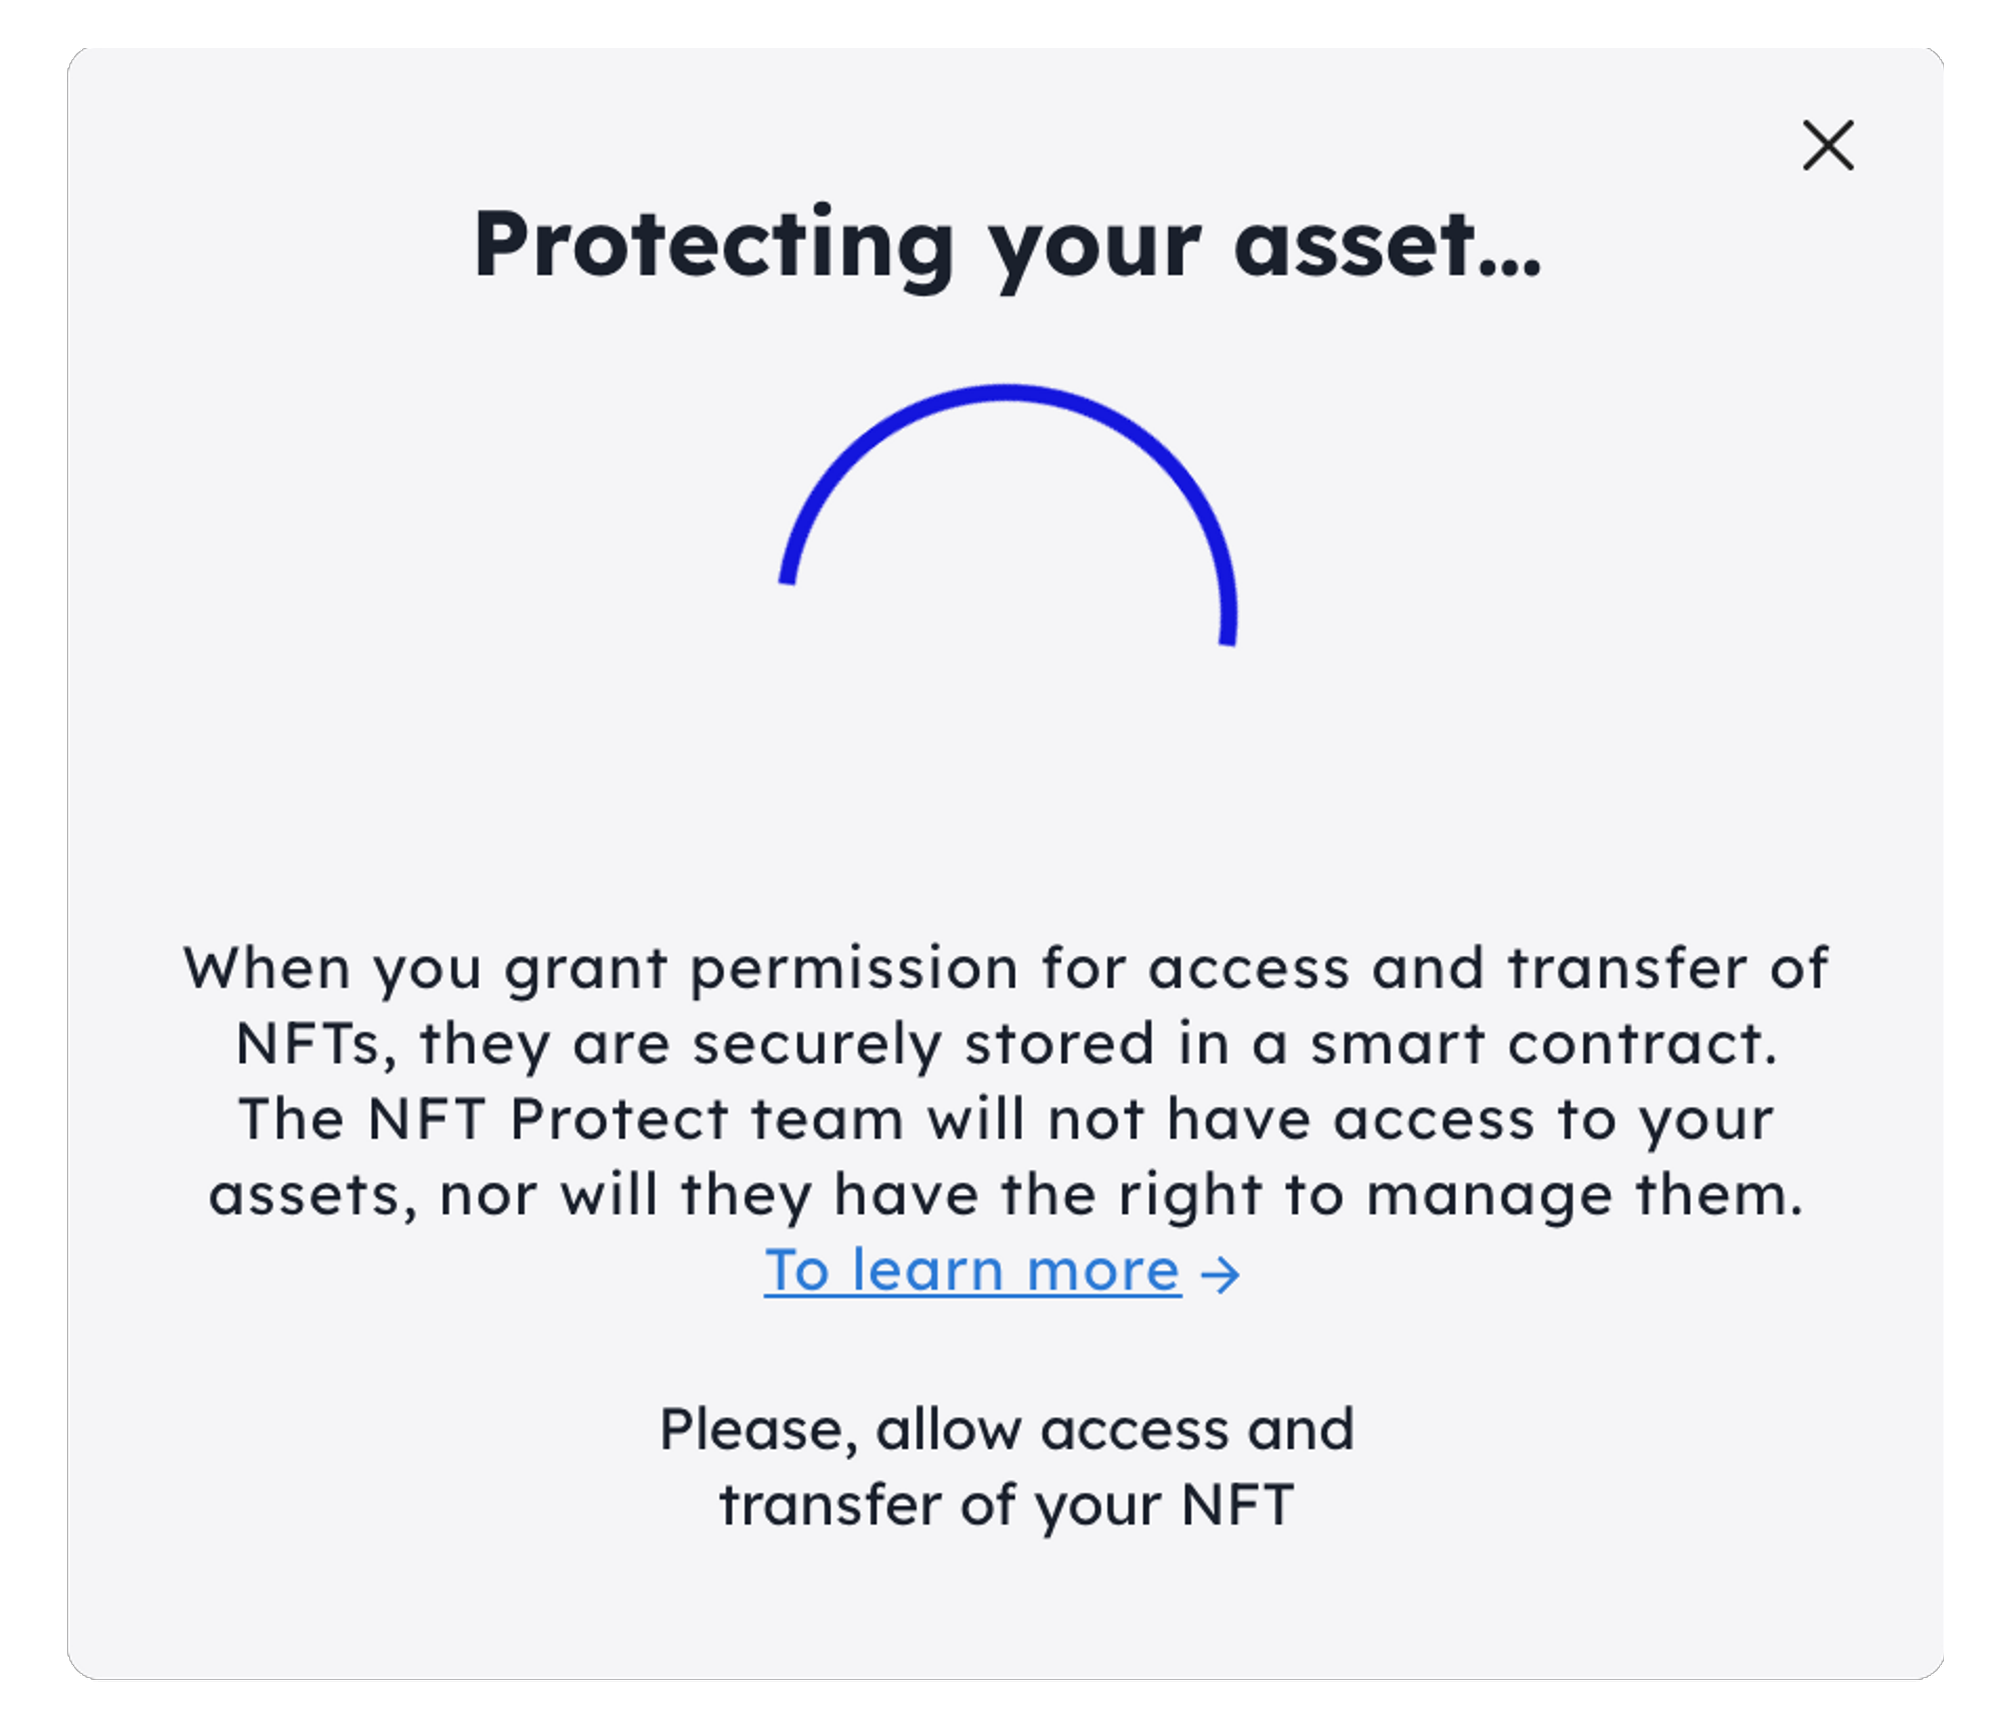 Protecting your asset...
When you grant permission for access and transfer of
NFTs, they are securely stored in a smart contract.
The NFT Protect team will not have access to your
assets, nor will they have the right to manage them.
To learn more →
Please, allow access and
transfer of your NFT